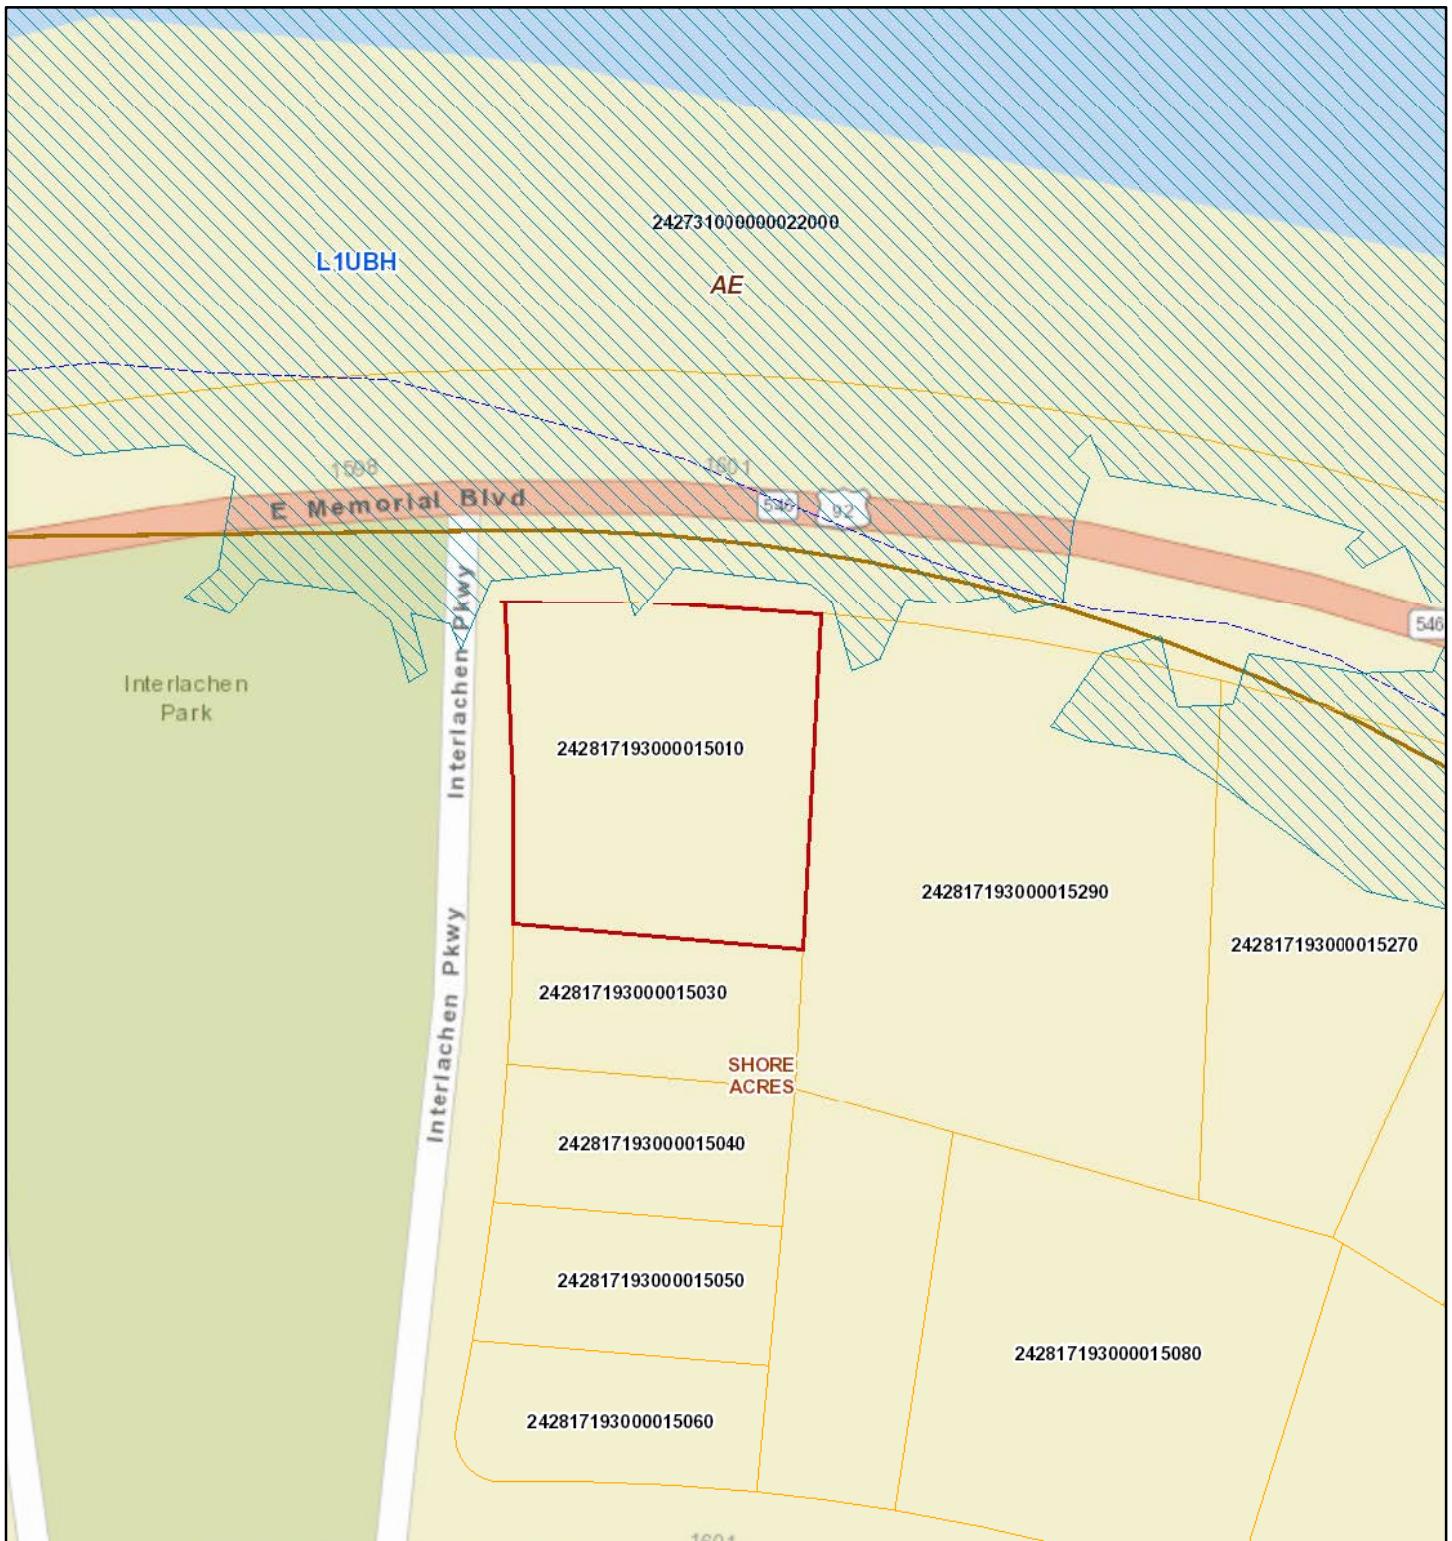 242731000000022000
L1UBH
AE
1598
1601
E Memorial Blvd
546
92
546
Interlachen Pkwy
Interlachen
Park
242817193000015010
242817193000015290
Interlachen Pkwy
242817193000015270
242817193000015030
SHORE
ACRES
242817193000015040
242817193000015050
242817193000015080
242817193000015060